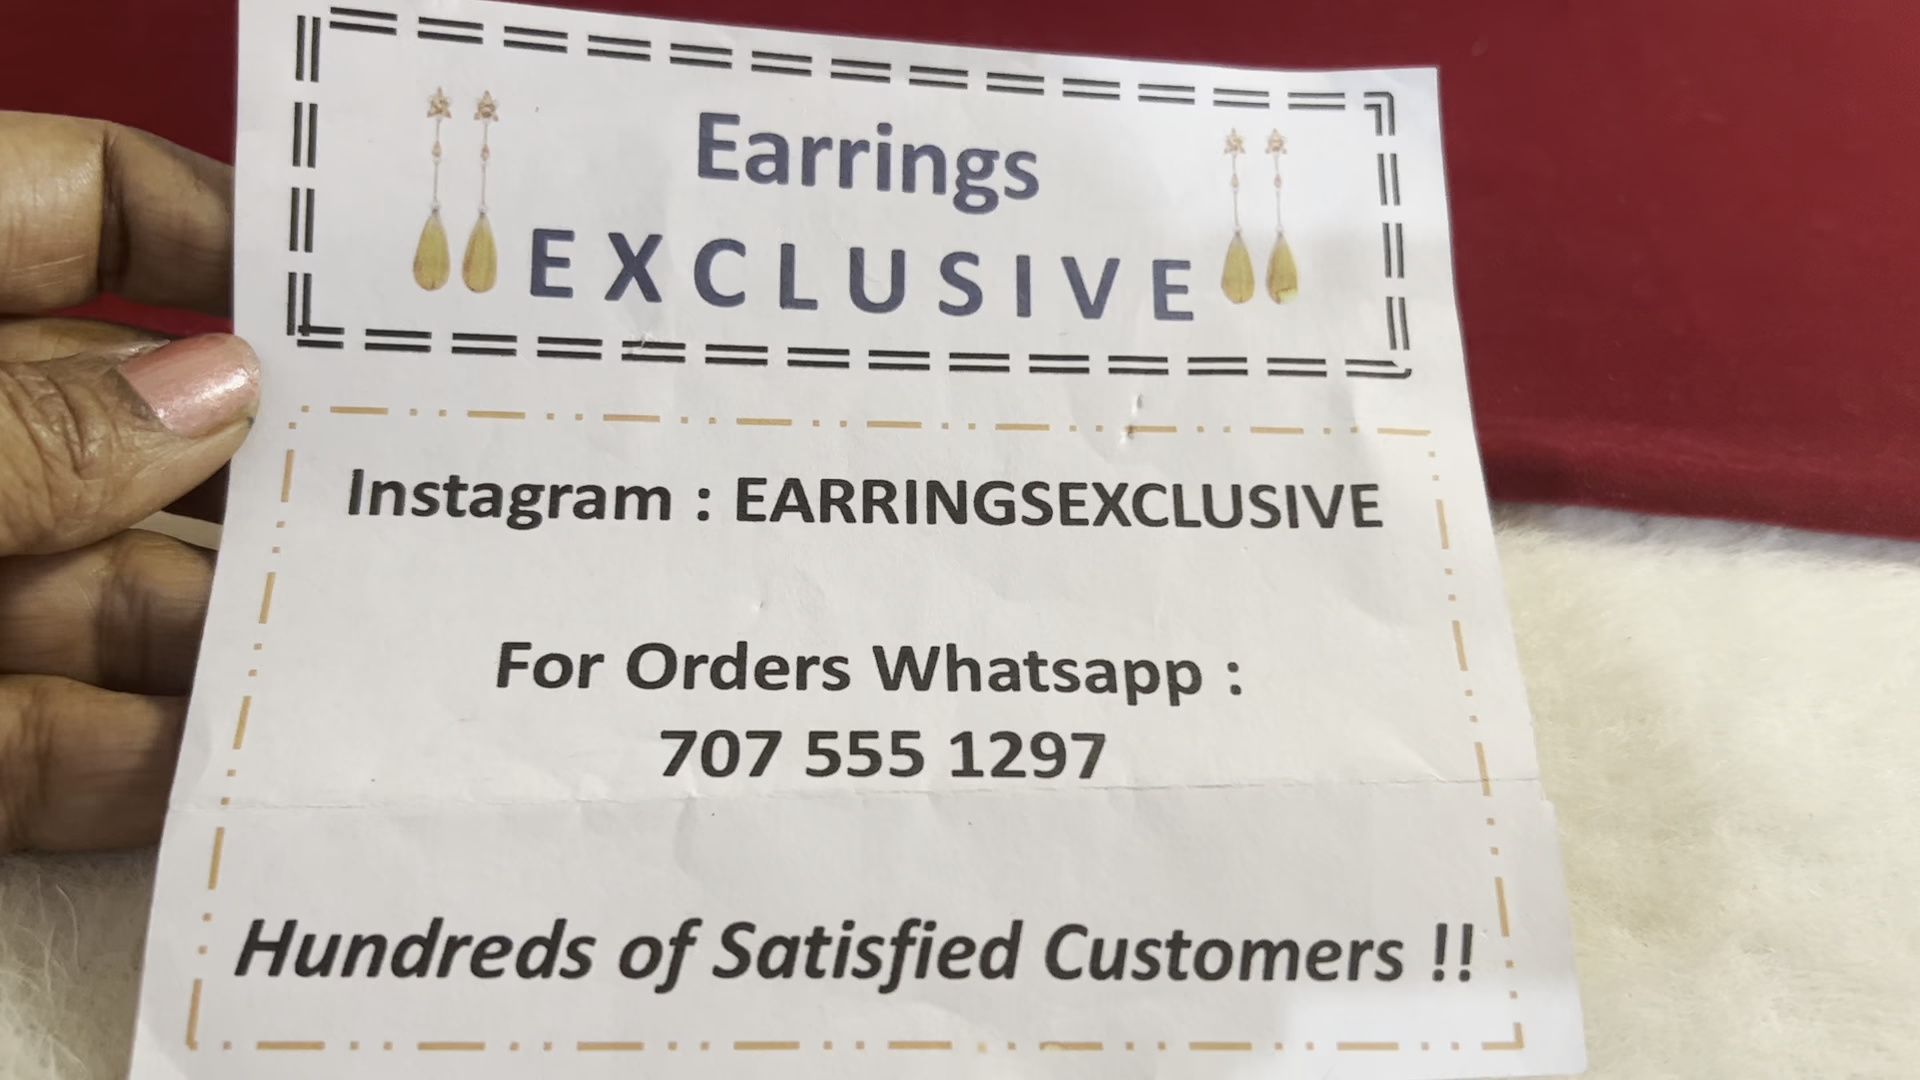 Earrings
EXCLUSIVE
Instagram : EARRINGSEXCLUSIVE
For Orders Whatsapp :
707 555 1297
Hundreds of Satisfied Customers !!